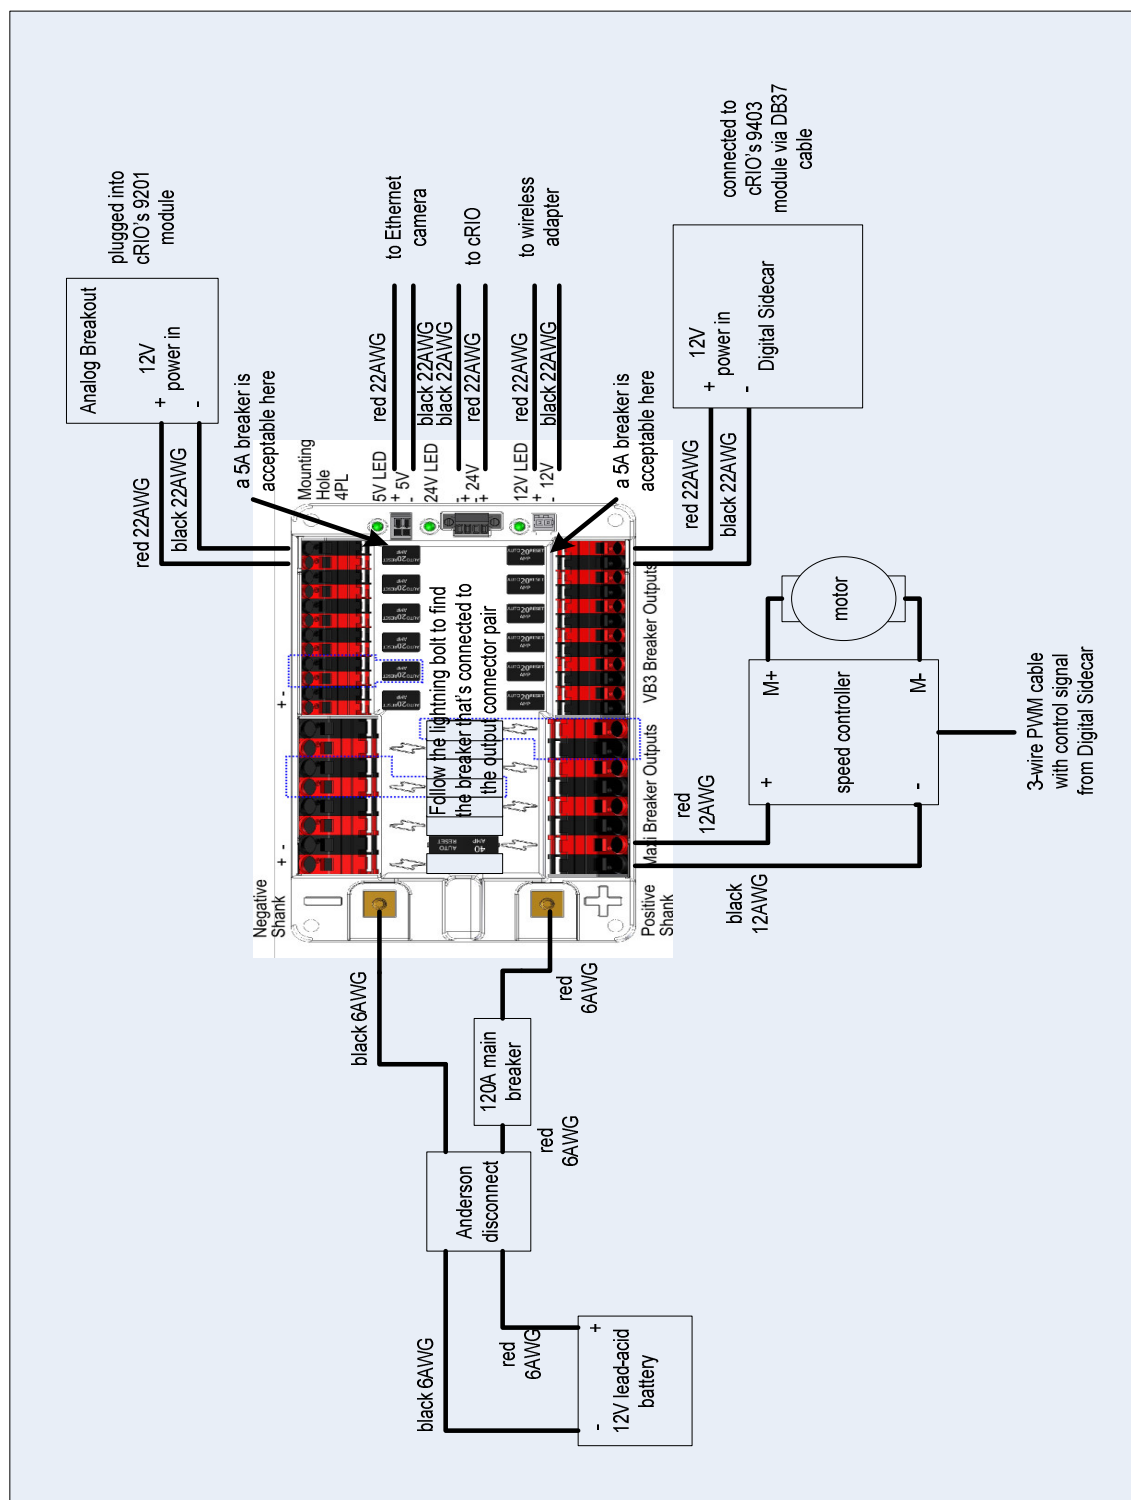 plugged into
cRIO's 9201
module
Analog Breakout
12V
power in
+
-
red 22AWG
black 22AWG
a 5A breaker is
acceptable here
to Ethernet
camera
to cRIO
to wireless
adapter
red 22AWG
black 22AWG
black 22AWG
red 22AWG
red 22AWG
black 22AWG
connected to
cRIO's 9403
module via DB37
cable
12V
power in
Digital Sidecar
+
-
red 22AWG
black 22AWG
a 5A breaker is
acceptable here
Mounting
Hole
4PL
5V LED
+ 5V
-
24V LED
- 24V
+
12V LED
+
- 12V
Follow the lightning bolt to find
the breaker that's connected to
the output connector pair
40
AMP
AUTO
RESET
+ -
+ -
VB3 Breaker Outputs
Maxi Breaker Outputs
Negative
Shank
Positive
Shank
motor
M+
M-
speed controller
+
-
3-wire PWM cable
with control signal
from Digital Sidecar
red
12AWG
black
12AWG
black 6AWG
red
6AWG
120A main
breaker
red
6AWG
Anderson
disconnect
black 6AWG
red
6AWG
-
+
12V lead-acid
battery